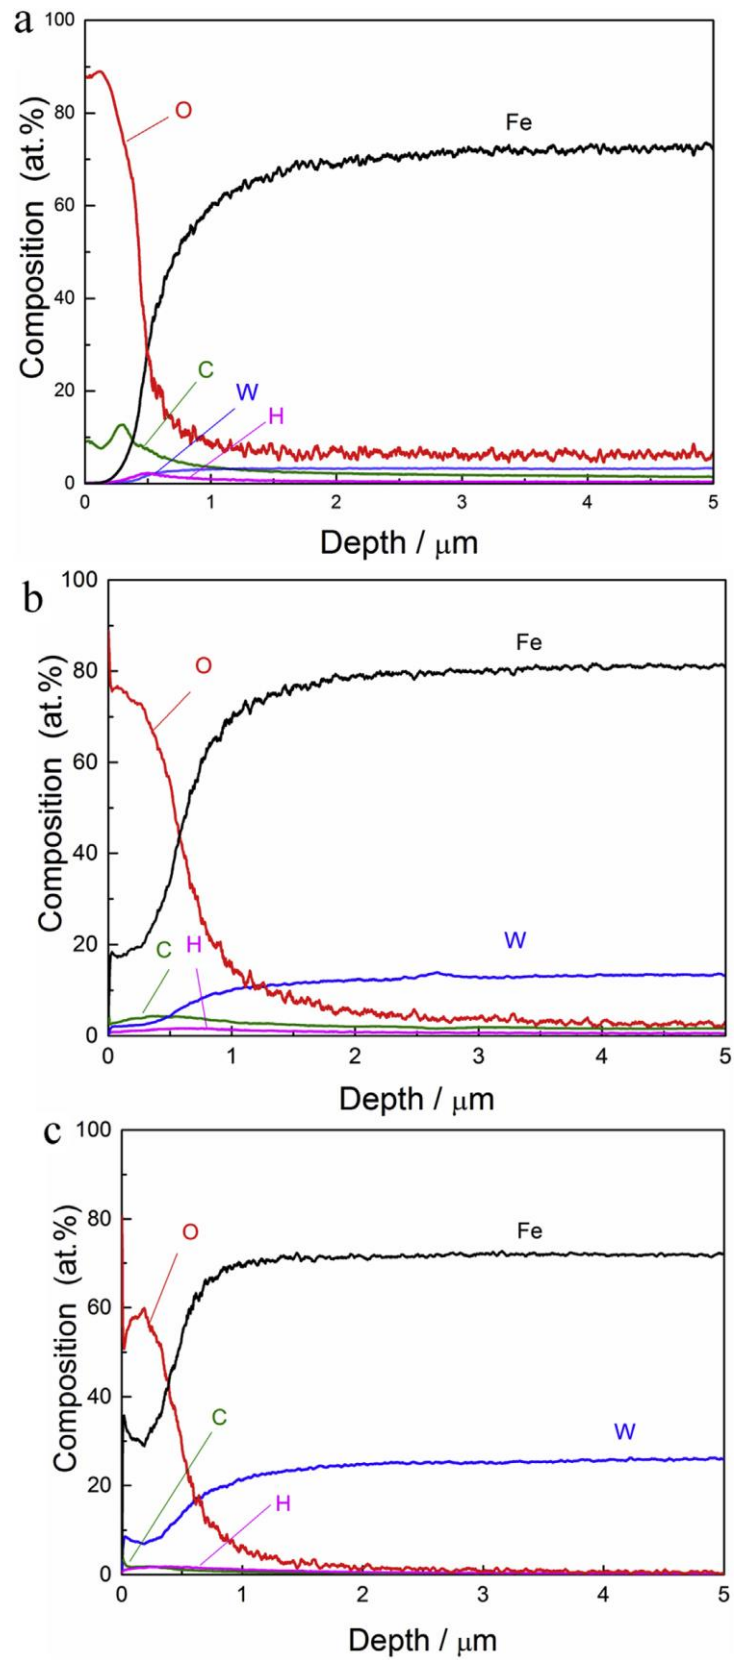 a
100
80
60
40
20
0
Composition (at.%)
O
Fe
C
W
H
0 1 2 3 4 5
Depth / μm
b
100
80
60
40
20
0
Composition (at.%)
O
Fe
C
H
W
0 1 2 3 4 5
Depth / μm
c
100
80
60
40
20
0
Composition (at.%)
O
Fe
C
W
H
0 1 2 3 4 5
Depth / μm